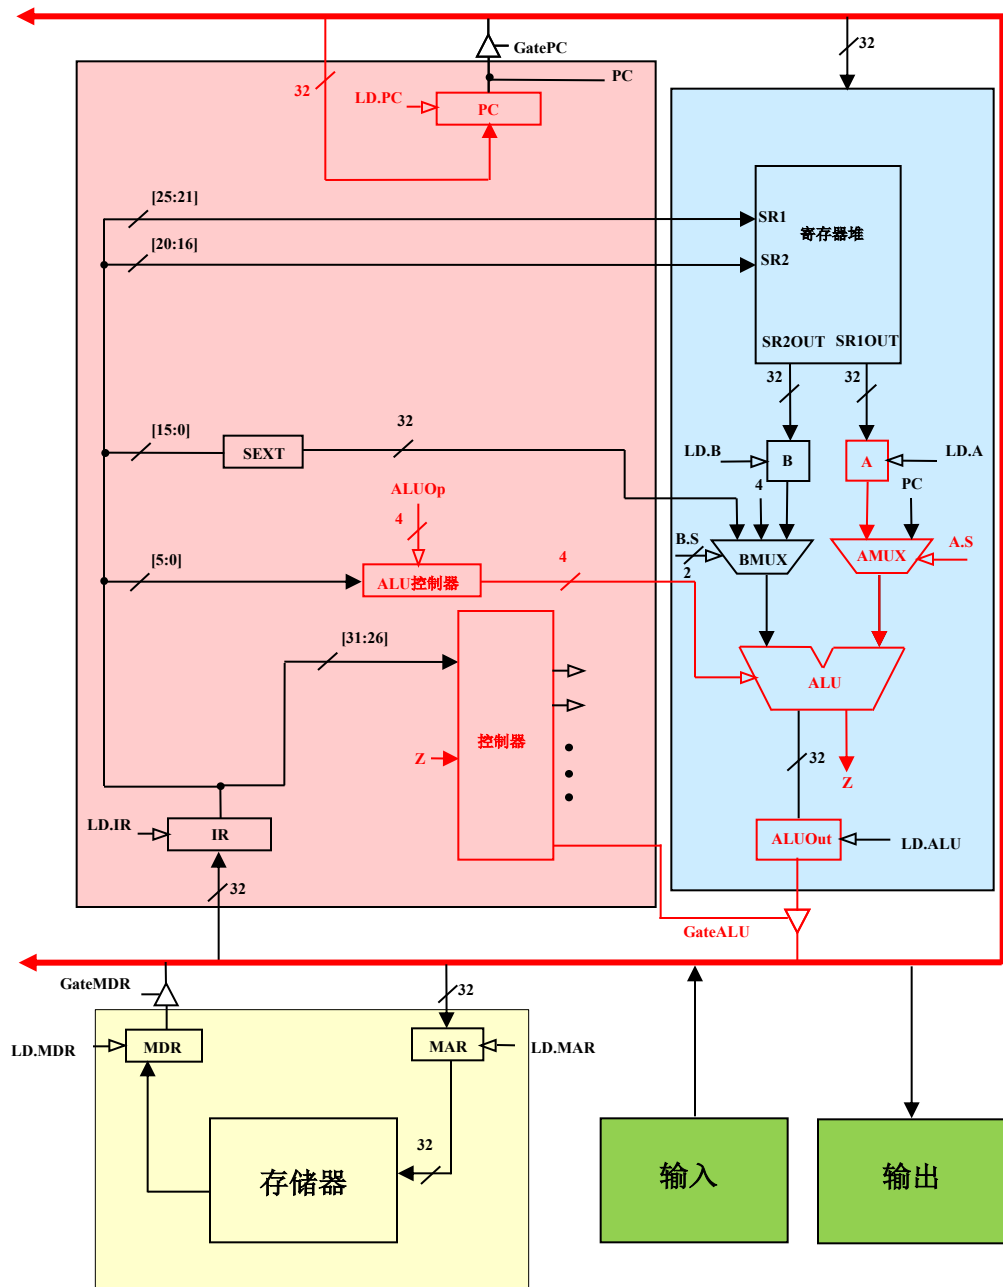 32
GatePC
PC
32
LD.PC
PC
[25:21]
SR1
寄存器堆
[20:16]
SR2
SR2OUT
SR1OUT
32
32
[15:0]
SEXT
32
LD.B
B
A
LD.A
ALUOp
4
PC
4
B.S
2
BMUX
AMUX
A.S
[5:0]
ALU控制器
4
[31:26]
ALU
控制器
Z
32
Z
LD.IR
IR
ALUOut
LD.ALU
32
GateALU
GateMDR
32
LD.MDR
MDR
MAR
LD.MAR
32
存储器
输入
输出